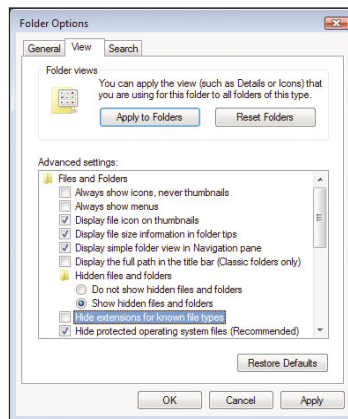 Folder Options
General View Search
Folder views
You can apply the view (such as Details or Icons) that
you are using for this folder to all folders of this type.
Apply to Folders Reset Folders
Advanced settings:
Files and Folders
Always show icons, never thumbnails
Always show menus
Display file icon on thumbnails
Display file size information in folder tips
Display simple folder view in Navigation pane
Display the full path in the title bar (Classic folders only)
Hidden files and folders
Do not show hidden files and folders
Show hidden files and folders
Hide extensions for known file types
Hide protected operating system files (Recommended)
Restore Defaults
OK Cancel Apply